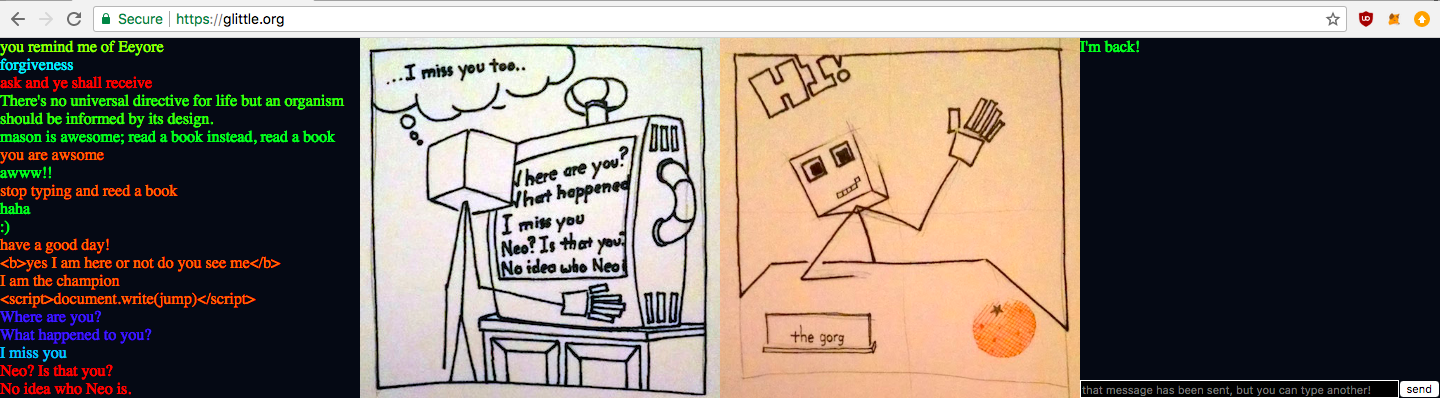 Secure | https://glittle.org
you remind me of Eeyore
forgiveness
ask and ye shall receive
There's no universal directive for life but an organism
should be informed by its design.
mason is awesome; read a book instead, read a book
you are awsome
awww!!
stop typing and reed a book
haha
:)
have a good day!
<b>yes I am here or not do you see me</b>
I am the champion
<script>document.write(jump)</script>
Where are you?
What happened to you?
I miss you
Neo? Is that you?
No idea who Neo is.
...I miss you too..
Where are you?
What happened
I miss you
Neo? Is that you?
No idea who Neo i
Hi!
the gorg
I'm back!
that message has been sent, but you can type another!
send